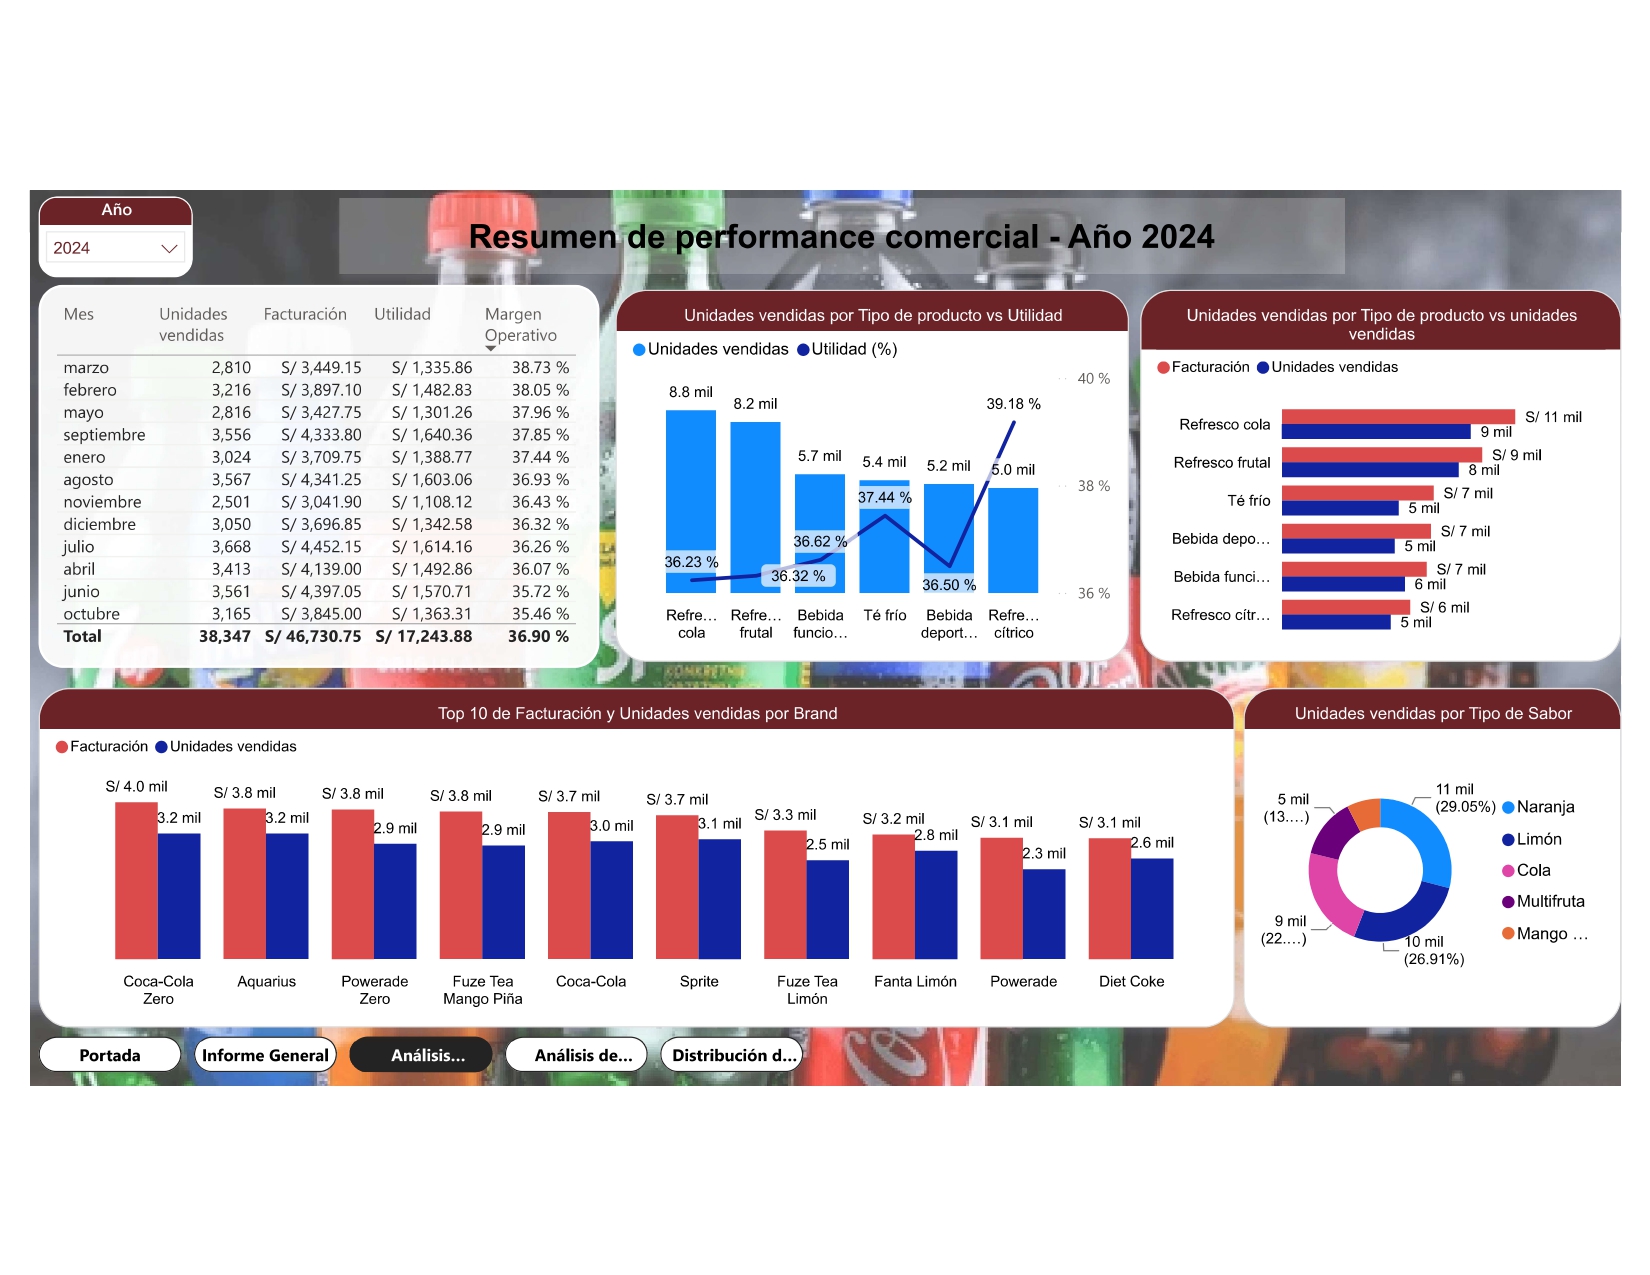 Año
2024
Resumen de performance comercial - Año 2024
Mes Unidades vendidas Facturación Utilidad Margen Operativo
marzo 2,810 S/ 3,449.15 S/ 1,335.86 38.73 %
febrero 3,216 S/ 3,897.10 S/ 1,482.83 38.05 %
mayo 2,816 S/ 3,427.75 S/ 1,301.26 37.96 %
septiembre 3,556 S/ 4,333.80 S/ 1,640.36 37.85 %
enero 3,024 S/ 3,709.75 S/ 1,388.77 37.44 %
agosto 3,567 S/ 4,341.25 S/ 1,603.06 36.93 %
noviembre 2,501 S/ 3,041.90 S/ 1,108.12 36.43 %
diciembre 3,050 S/ 3,696.85 S/ 1,342.58 36.32 %
julio 3,668 S/ 4,452.15 S/ 1,614.16 36.26 %
abril 3,413 S/ 4,139.00 S/ 1,492.86 36.07 %
junio 3,561 S/ 4,397.05 S/ 1,570.71 35.72 %
octubre 3,165 S/ 3,845.00 S/ 1,363.31 35.46 %
Total 38,347 S/ 46,730.75 S/ 17,243.88 36.90 %
Unidades vendidas por Tipo de producto vs Utilidad
Unidades vendidas Utilidad (%)
40 %
38 %
36 %
8.8 mil 8.2 mil 5.7 mil 5.4 mil 5.2 mil 5.0 mil
36.23 % 36.32 % 36.62 % 37.44 % 36.50 % 39.18 %
Refre… Refre… Bebida Té frío Bebida Refre…
cola frutal funcio… deport… cítrico
Unidades vendidas por Tipo de producto vs unidades
vendidas
Facturación Unidades vendidas
Refresco cola S/ 11 mil 9 mil
Refresco frutal S/ 9 mil 8 mil
Té frío S/ 7 mil 5 mil
Bebida depo… S/ 7 mil 5 mil
Bebida funci… S/ 7 mil 6 mil
Refresco cítr… S/ 6 mil 5 mil
Top 10 de Facturación y Unidades vendidas por Brand
Facturación Unidades vendidas
S/ 4.0 mil 3.2 mil S/ 3.8 mil 3.2 mil S/ 3.8 mil 2.9 mil S/ 3.8 mil 2.9 mil S/ 3.7 mil 3.0 mil S/ 3.7 mil 3.1 mil S/ 3.3 mil 2.5 mil S/ 3.2 mil 2.8 mil S/ 3.1 mil 2.3 mil S/ 3.1 mil 2.6 mil
Coca-Cola Aquarius Powerade Fuze Tea Coca-Cola Sprite Fuze Tea Fanta Limón Powerade Diet Coke
Zero Zero Mango Piña Limón
Unidades vendidas por Tipo de Sabor
11 mil
(29.05%)
10 mil
(26.91%)
9 mil
(22.…)
5 mil
(13.…)
Naranja
Limón
Cola
Multifruta
Mango …
Portada
Informe General
Análisis…
Análisis de…
Distribución d…